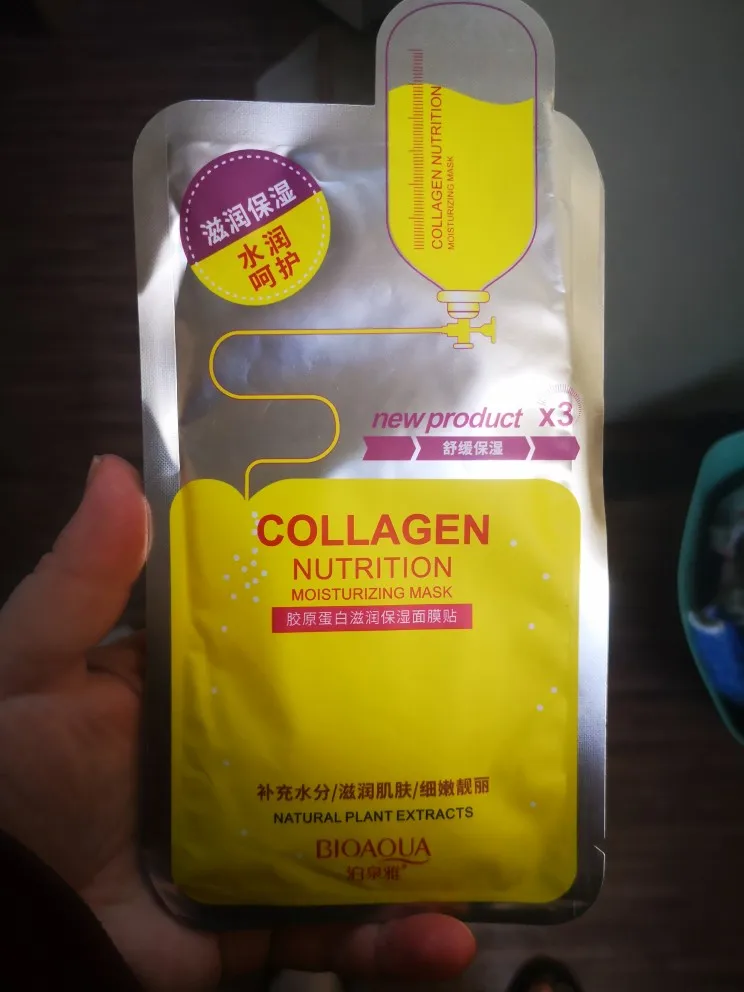 COLLAGEN NUTRITION
MOISTURIZING MASK
滋润保湿
水润
呵护
new product x3
舒缓保湿
COLLAGEN
NUTRITION
MOISTURIZING MASK
胶原蛋白滋润保湿面膜贴
补充水分/滋润肌肤/细嫩靓丽
NATURAL PLANT EXTRACTS
BIOAQUA
泊泉雅®